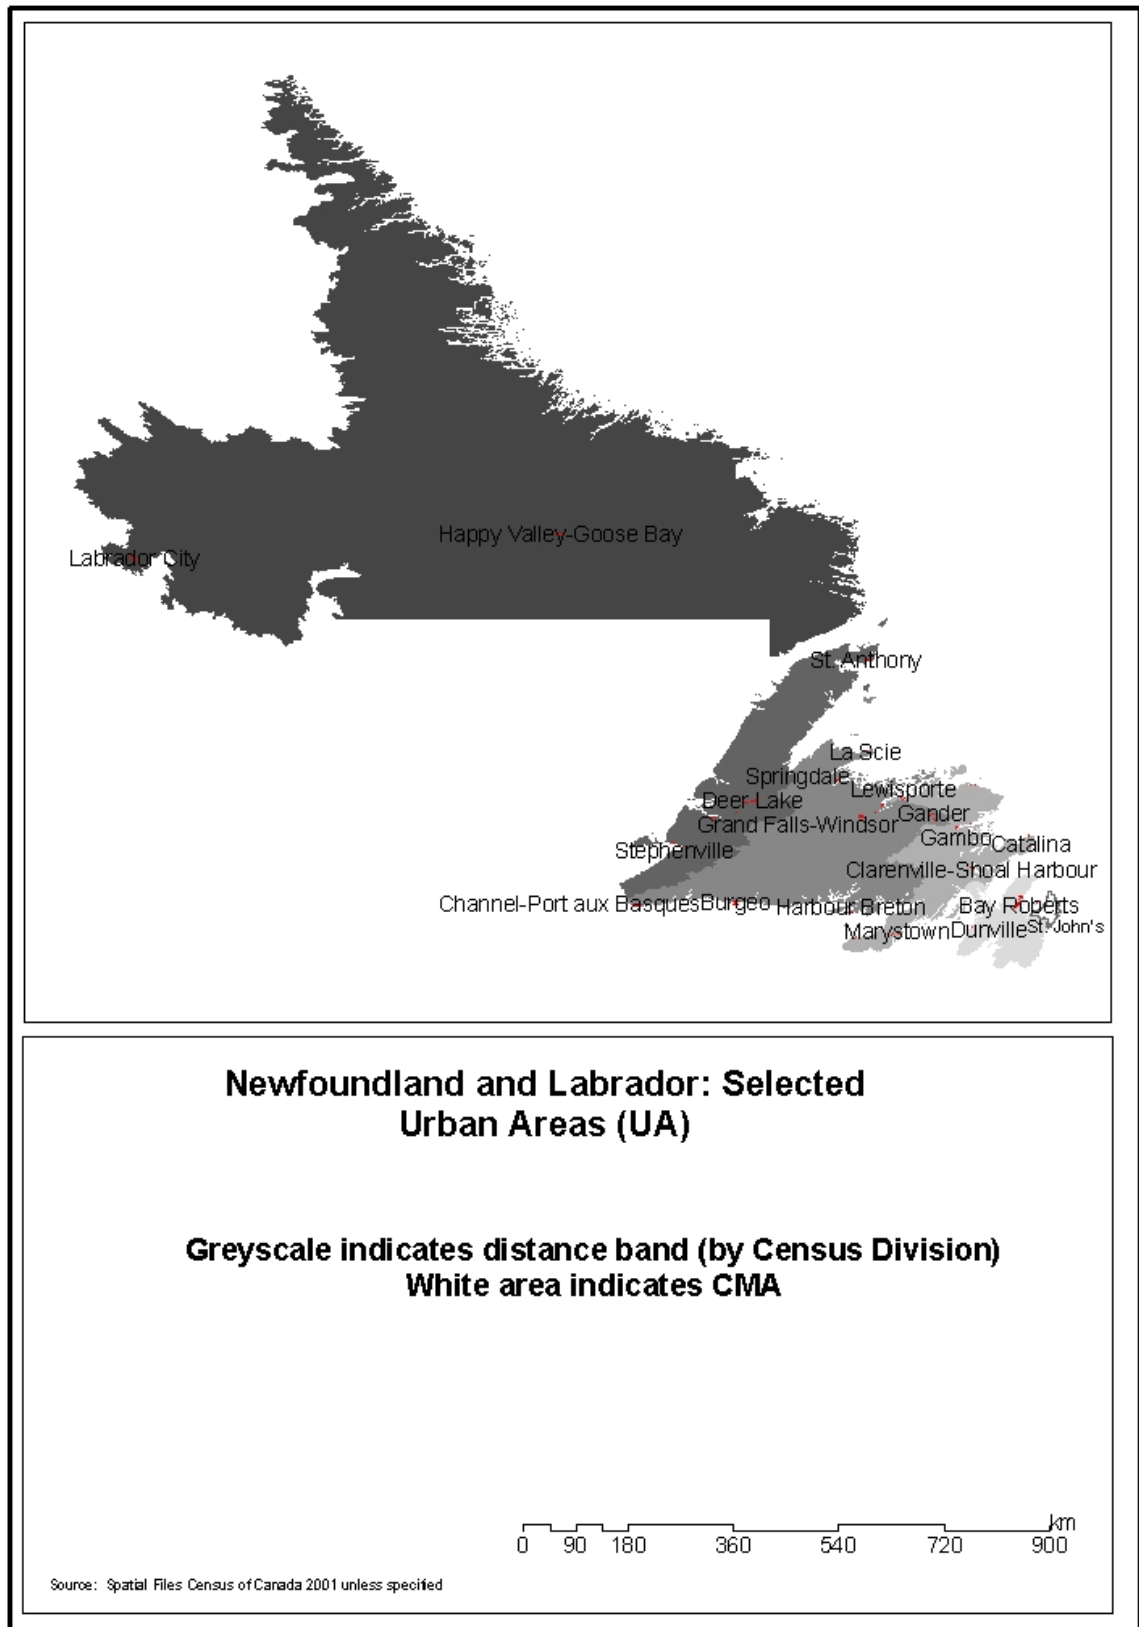 Happy Valley-Goose Bay
Labrador City
St. Anthony
La Scie
Springdale
Lewisporte
Deer Lake
Gander
Grand Falls-Windsor
Gambo
Catalina
Stephenville
Clarenville-Shoal Harbour
Channel-Port aux Basques
Burgeo
Harbour Breton
Bay Roberts
Marystown
Dunville
St. John's
Newfoundland and Labrador: Selected
Urban Areas (UA)
Greyscale indicates distance band (by Census Division)
White area indicates CMA
km
0 90 180 360 540 720 900
Source: Spatial Files Census of Canada 2001 unless specified